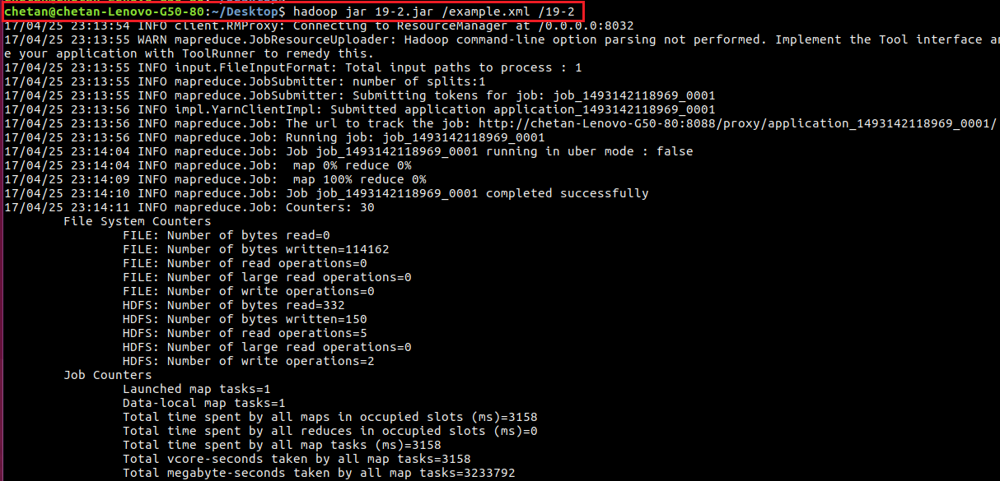 chetan@chetan-Lenovo-G50-80:~/Desktop$ hadoop jar 19-2.jar /example.xml /19-2
17/04/25 23:13:54 INFO client.RMProxy: Connecting to ResourceManager at /0.0.0.0:8032
17/04/25 23:13:55 WARN mapreduce.JobResourceUploader: Hadoop command-line option parsing not performed. Implement the Tool interface an
e your application with ToolRunner to remedy this.
17/04/25 23:13:55 INFO input.FileInputFormat: Total input paths to process : 1
17/04/25 23:13:55 INFO mapreduce.JobSubmitter: number of splits:1
17/04/25 23:13:55 INFO mapreduce.JobSubmitter: Submitting tokens for job: job_1493142118969_0001
17/04/25 23:13:56 INFO impl.YarnClientImpl: Submitted application application_1493142118969_0001
17/04/25 23:13:56 INFO mapreduce.Job: The url to track the job: http://chetan-Lenovo-G50-80:8088/proxy/application_1493142118969_0001/
17/04/25 23:13:56 INFO mapreduce.Job: Running job: job_1493142118969_0001
17/04/25 23:14:04 INFO mapreduce.Job: Job job_1493142118969_0001 running in uber mode : false
17/04/25 23:14:04 INFO mapreduce.Job:  map 0% reduce 0%
17/04/25 23:14:09 INFO mapreduce.Job:  map 100% reduce 0%
17/04/25 23:14:10 INFO mapreduce.Job: Job job_1493142118969_0001 completed successfully
17/04/25 23:14:11 INFO mapreduce.Job: Counters: 30
File System Counters
FILE: Number of bytes read=0
FILE: Number of bytes written=114162
FILE: Number of read operations=0
FILE: Number of large read operations=0
FILE: Number of write operations=0
HDFS: Number of bytes read=332
HDFS: Number of bytes written=150
HDFS: Number of read operations=5
HDFS: Number of large read operations=0
HDFS: Number of write operations=2
Job Counters
Launched map tasks=1
Data-local map tasks=1
Total time spent by all maps in occupied slots (ms)=3158
Total time spent by all reduces in occupied slots (ms)=0
Total time spent by all map tasks (ms)=3158
Total vcore-seconds taken by all map tasks=3158
Total megabyte-seconds taken by all map tasks=3233792